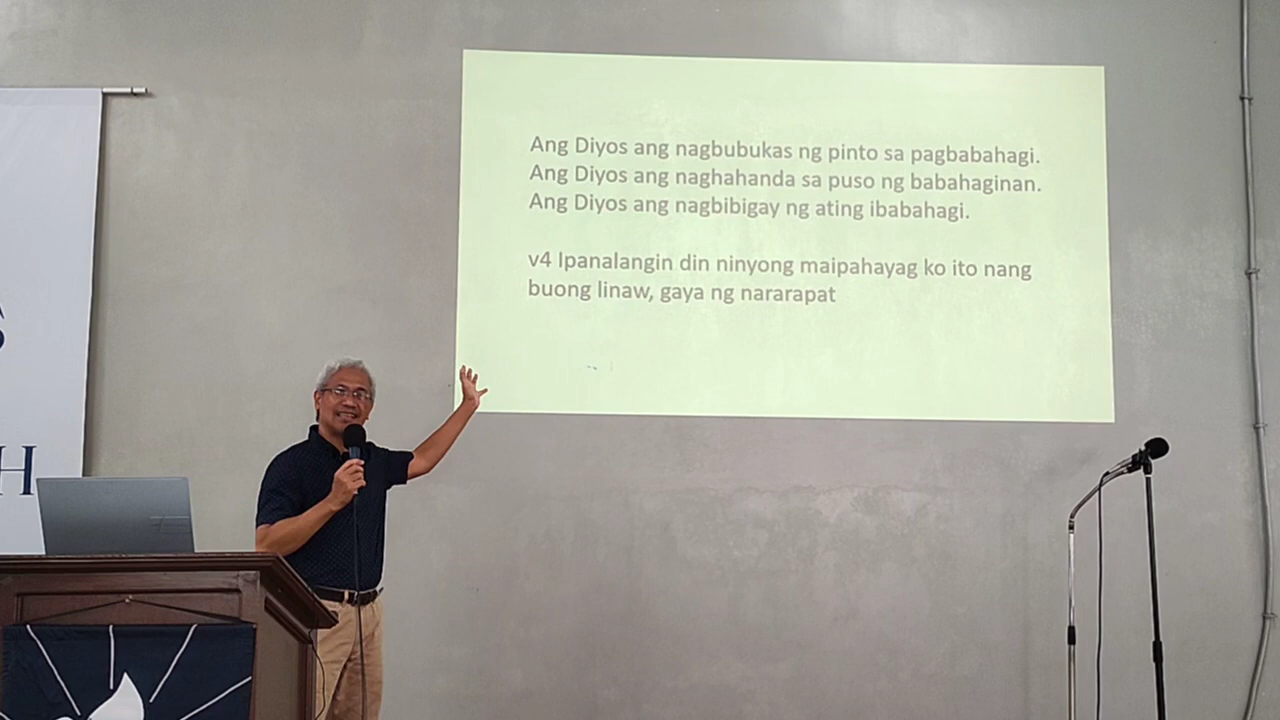 Ang Diyos ang nagbubukas ng pinto sa pagbabahagi.
Ang Diyos ang naghahanda sa puso ng babahaginan.
Ang Diyos ang nagbibigay ng ating ibabahagi.
v4 Ipanalangin din ninyong maipahayag ko ito nang
buong linaw, gaya ng nararapat